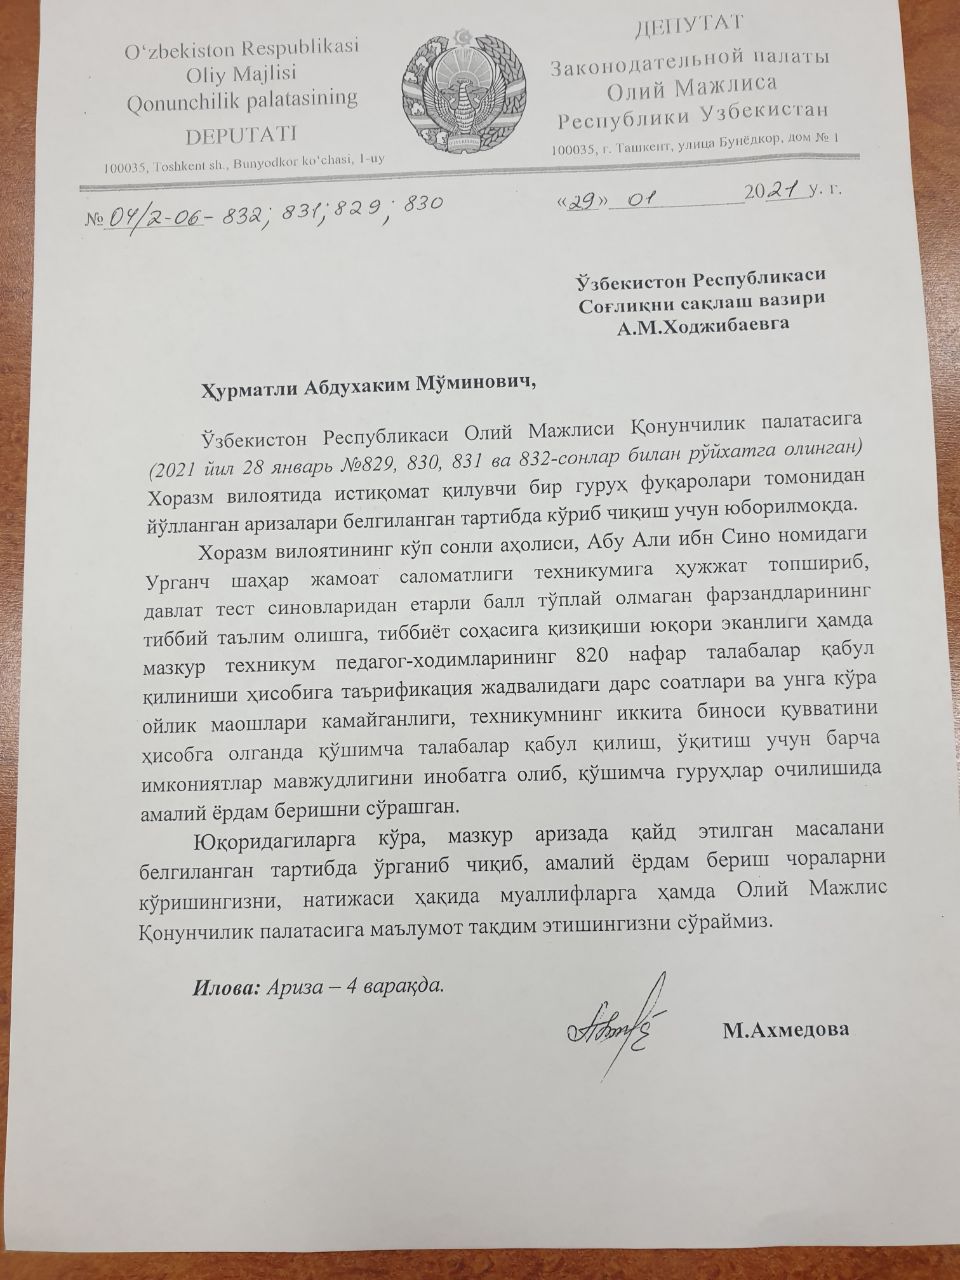 O‘zbekiston Respublikasi
Oliy Majlisi
Qonunchilik palatasining
DEPUTATI
100035, Toshkent sh., Bunyodkor ko‘chasi, 1-uy
ДЕПУТАТ
Законодательной палаты
Олий Мажлиса
Республики Узбекистан
100035, г. Ташкент, улица Бунёдкор, дом № 1
№ 04/2-06-832; 831; 829; 830
«29» 01 2021 у. г.
Ўзбекистон Республикаси
Соғлиқни сақлаш вазири
А.М.Ходжибаевга
Ҳурматли Абдухаким Мўминович,
Ўзбекистон Республикаси Олий Мажлиси Қонунчилик палатасига
(2021 йил 28 январь №829, 830, 831 ва 832-сонлар билан рўйхатга олинган)
Хоразм вилоятида истиқомат қилувчи бир гуруҳ фуқаролари томонидан
йўлланган аризалари белгиланган тартибда кўриб чиқиш учун юборилмоқда.
Хоразм вилоятининг кўп сонли аҳолиси, Абу Али ибн Сино номидаги
Урганч шаҳар жамоат саломатлиги техникумига ҳужжат топшириб,
давлат тест синовларидан етарли балл тўплай олмаган фарзандларининг
тиббий таълим олишга, тиббиёт соҳасига қизиқиши юқори эканлиги ҳамда
мазкур техникум педагог-ходимларининг 820 нафар талабалар қабул
қилиниши ҳисобига таърификация жадвалидаги дарс соатлари ва унга кўра
ойлик маошлари камайганлиги, техникумнинг иккита биноси қувватини
ҳисобга олганда қўшимча талабалар қабул қилиш, ўқитиш учун барча
имкониятлар мавжудлигини инобатга олиб, қўшимча гуруҳлар очилишида
амалий ёрдам беришни сўрашган.
Юқоридагиларга кўра, мазкур аризада қайд этилган масалани
белгиланган тартибда ўрганиб чиқиб, амалий ёрдам бериш чораларни
кўришингизни, натижаси ҳақида муаллифларга ҳамда Олий Мажлис
Қонунчилик палатасига маълумот тақдим этишингизни сўраймиз.
Илова: Ариза – 4 варақда.
М.Ахмедова